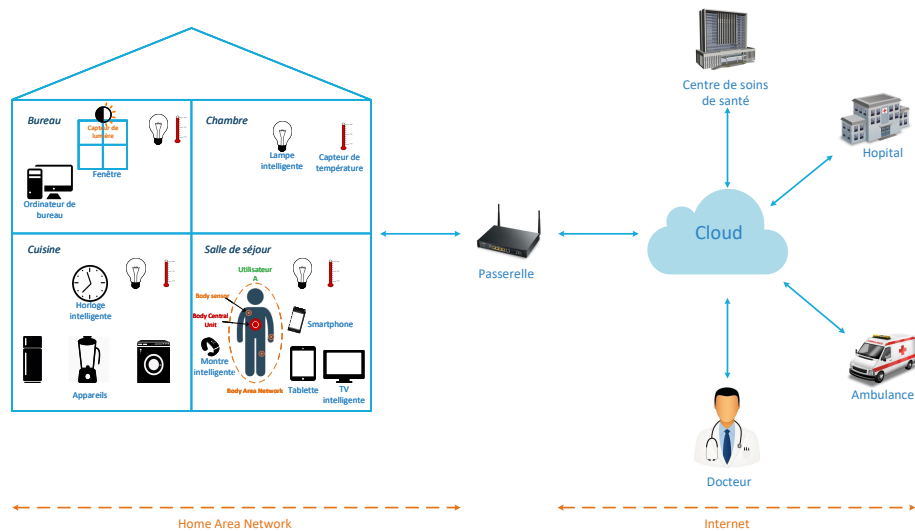 Centre de soins
de santé
Hopital
Bureau
Capteur de
lumière
Fenêtre
Ordinateur de
bureau
Chambre
Lampe
intelligente
Capteur de
température
Cuisine
Horloge
intelligente
Appareils
Salle de séjour
Utilisateur
A
Body sensor
Body Central
Unit
Smartphone
Montre
intelligente
Body Area Network
Tablette
TV
intelligente
Passerelle
Cloud
Ambulance
Docteur
Home Area Network
Internet